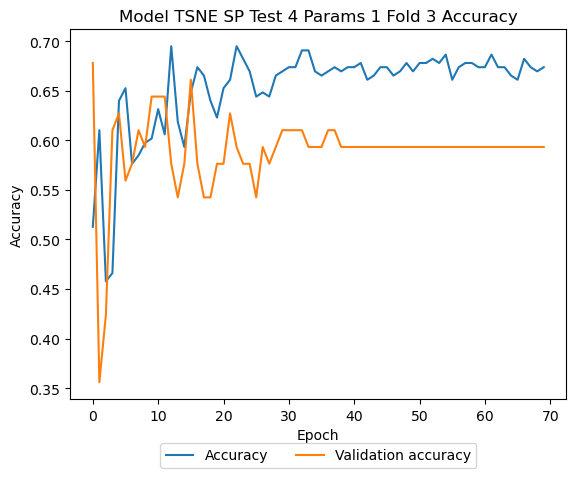 Model TSNE SP Test 4 Params 1 Fold 3 Accuracy
0.70
0.65
0.60
0.55
0.50
0.45
0.40
0.35
Accuracy
0 10 20 30 40 50 60 70
Epoch
Accuracy Validation accuracy